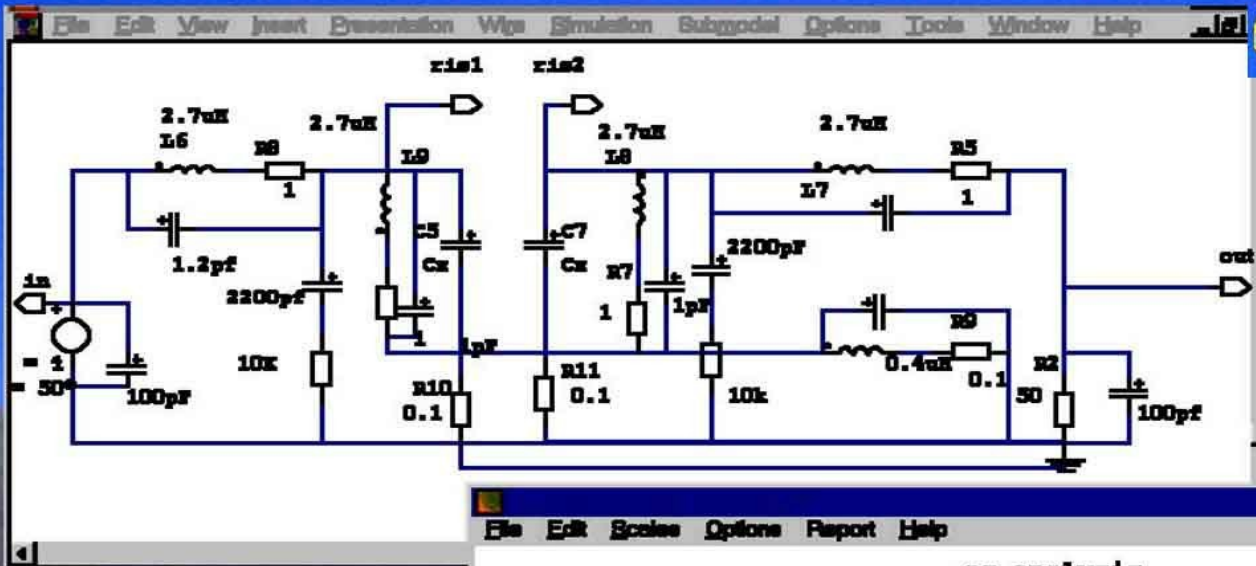 File Edit View Insert Presentation Wire Simulation Submodel Options Tools Window Help
ris1 ris2
2.7uH 2.7uH 2.7uH 2.7uH
L6 R8 L9 L8 R5
1 L7 1
C5 C7 2200pF
1.2pf Cx Cx R7 out
in 2200pf 1 1pF
R9
= 1 10K 1 1pF 0.4uH R2
= 50 100pF R10 R11 10k 0.1 50 100pf
0.1 0.1
File Edit Scales Options Report Help